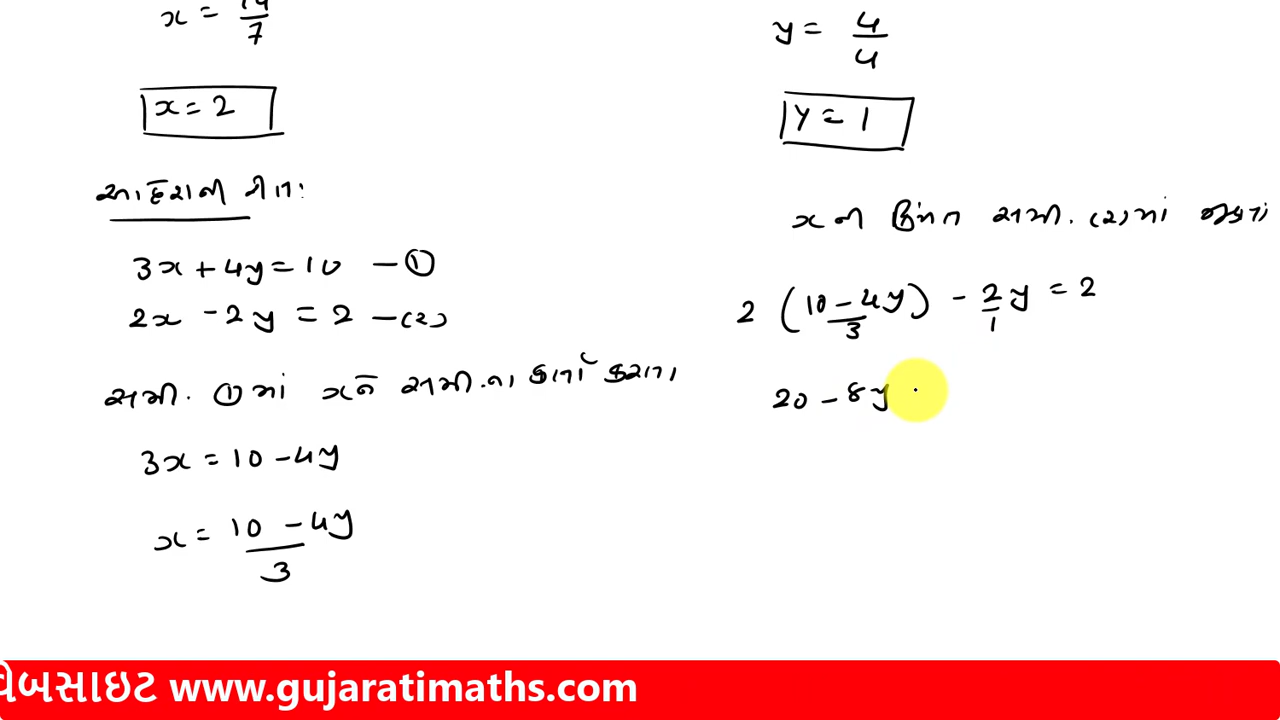 x = 14/7
x = 2
આદેશની રીત:
3x + 4y = 10 — ①
2x - 2y = 2 — (2)
સમી. ① માં x ને સમી. ના કર્તા કરતા
3x = 10 - 4y
x = (10 - 4y)/3
y = 4/4
y = 1
x ની કિંમત સમી. (2) માં મુકતાં
2 ((10 - 4y)/3) - 2/1 y = 2
20 - 8y
વેબસાઇટ www.gujaratimaths.com